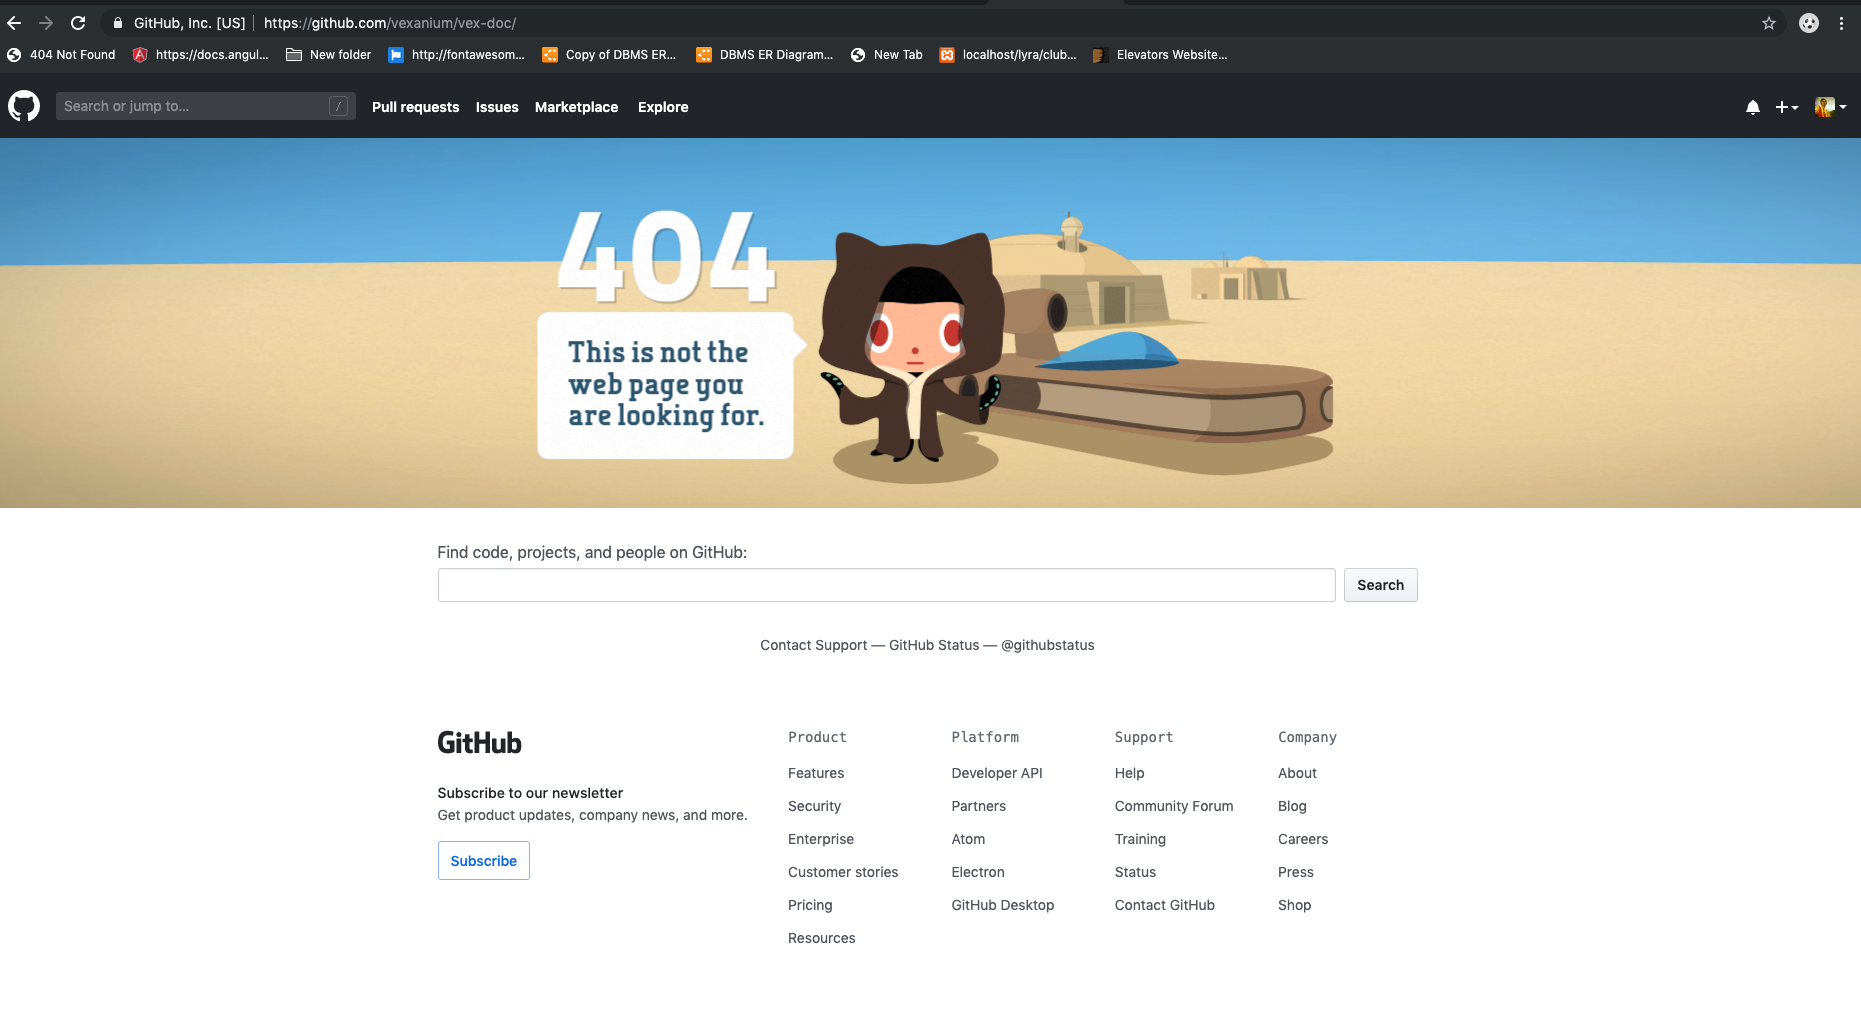 GitHub, Inc. [US] https://github.com/vexanium/vex-doc/
404 Not Found https://docs.angul... New folder http://fontawesom... Copy of DBMS ER... DBMS ER Diagram... New Tab localhost/lyra/club... Elevators Website...
Search or jump to... / Pull requests Issues Marketplace Explore
404
This is not the
web page you
are looking for.
Find code, projects, and people on GitHub:
Search
Contact Support — GitHub Status — @githubstatus
GitHub
Subscribe to our newsletter
Get product updates, company news, and more.
Subscribe
Product
Features
Security
Enterprise
Customer stories
Pricing
Resources
Platform
Developer API
Partners
Atom
Electron
GitHub Desktop
Support
Help
Community Forum
Training
Status
Contact GitHub
Company
About
Blog
Careers
Press
Shop